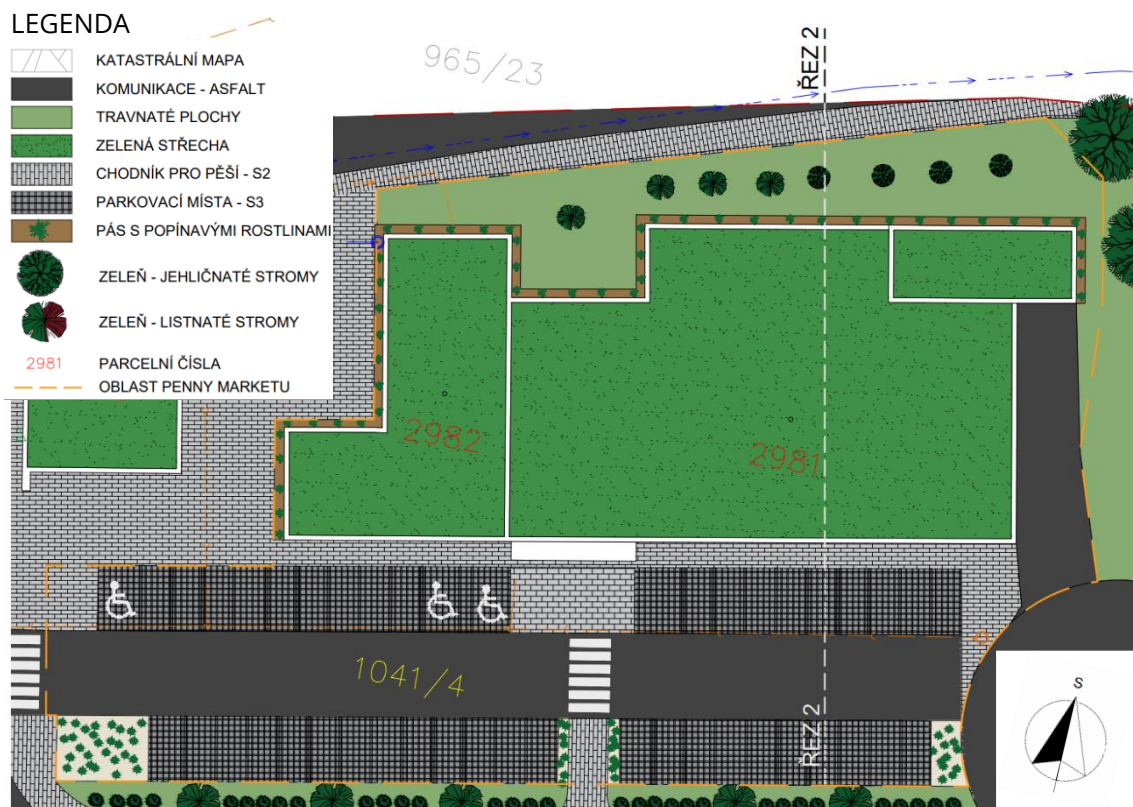 LEGENDA
KATASTRÁLNÍ MAPA
KOMUNIKACE - ASFALT
TRAVNATÉ PLOCHY
ZELENÁ STŘECHA
CHODNÍK PRO PĚŠÍ - S2
PARKOVACÍ MÍSTA - S3
PÁS S POPÍNAVÝMI ROSTLINAMI
ZELEŇ - JEHLIČNATÉ STROMY
ZELEŇ - LISTNATÉ STROMY
2981 PARCELNÍ ČÍSLA
OBLAST PENNY MARKETU
965/23
ŘEZ 2
2982
2981
1041/4
ŘEZ 2
S